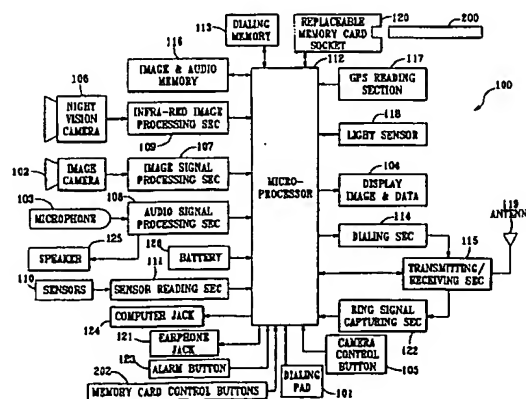 113
DIALING
MEMORY
REPLACEABLE
MEMORY CARD
SOCKET
120
200
116
112
117
IMAGE & AUDIO
MEMORY
GPS READING
SECTION
100
106
NIGHT
VISION
CAMERA
INFRA-RED IMAGE
PROCESSING SEC
109
118
LIGHT SENSOR
102
IMAGE
CAMERA
107
IMAGE SIGNAL
PROCESSING SEC
MICRO-
PROCESSOR
104
DISPLAY
IMAGE & DATA
103
MICROPHONE
108
AUDIO SIGNAL
PROCESSING SEC
114
DIALING SEC
119
ANTENNA
125
SPEAKER
126
BATTERY
115
TRANSMITTING/
RECEIVING SEC
110
SENSORS
111
SENSOR READING SEC
124
COMPUTER JACK
RING SIGNAL
CAPTURING SEC
122
121
EARPHONE
JACK
123
ALARM BUTTON
CAMERA
CONTROL
BUTTON
105
202
MEMORY CARD CONTROL BUTTONS
DIALING
PAD
101